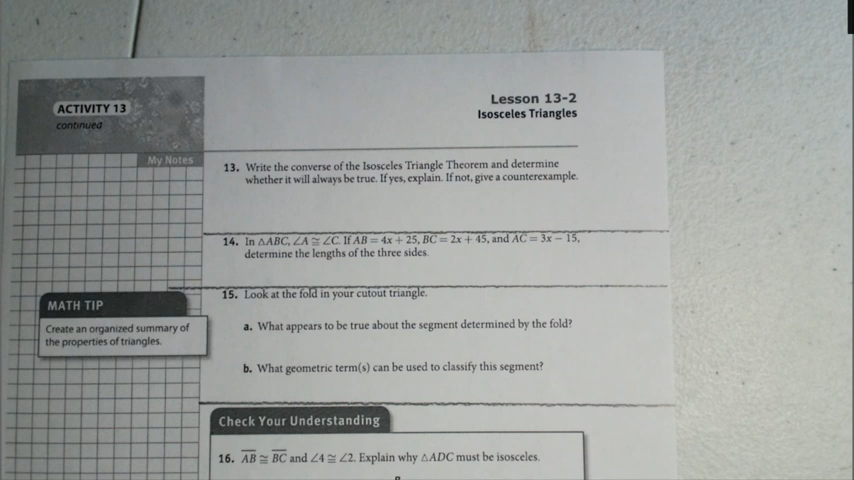 ACTIVITY 13
continued
My Notes
Lesson 13-2
Isosceles Triangles
13. Write the converse of the Isosceles Triangle Theorem and determine
whether it will always be true. If yes, explain. If not, give a counterexample.
14. In △ABC, ∠A ≅ ∠C. If AB = 4x + 25, BC = 2x + 45, and AC = 3x − 15,
determine the lengths of the three sides.
15. Look at the fold in your cutout triangle.
a. What appears to be true about the segment determined by the fold?
b. What geometric term(s) can be used to classify this segment?
MATH TIP
Create an organized summary of
the properties of triangles.
Check Your Understanding
16. A̅B̅ ≅ B̅C̅ and ∠4 ≅ ∠2. Explain why △ADC must be isosceles.